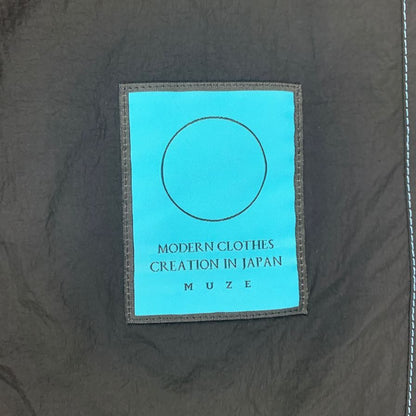 MODERN CLOTHES
CREATION IN JAPAN
MUZE